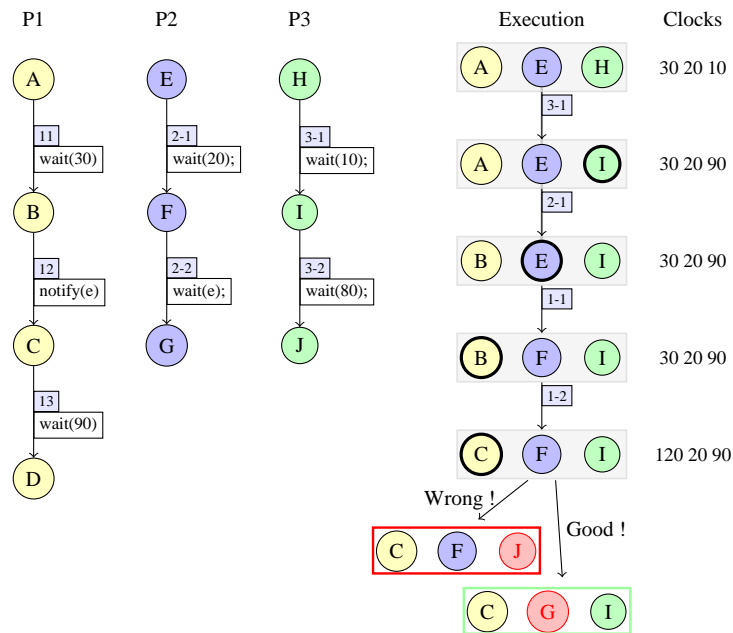 P1 P2 P3 Execution Clocks
A E H A E H 30 20 10
3-1
11 2-1 3-1
wait(30) wait(20); wait(10);
A E I 30 20 90
2-1
B F I
B E I 30 20 90
12 2-2 3-2
notify(e) wait(e); wait(80);
1-1
C G J
B F I 30 20 90
13
wait(90)
1-2
C F I 120 20 90
D
Wrong !
Good !
C F J
C G I